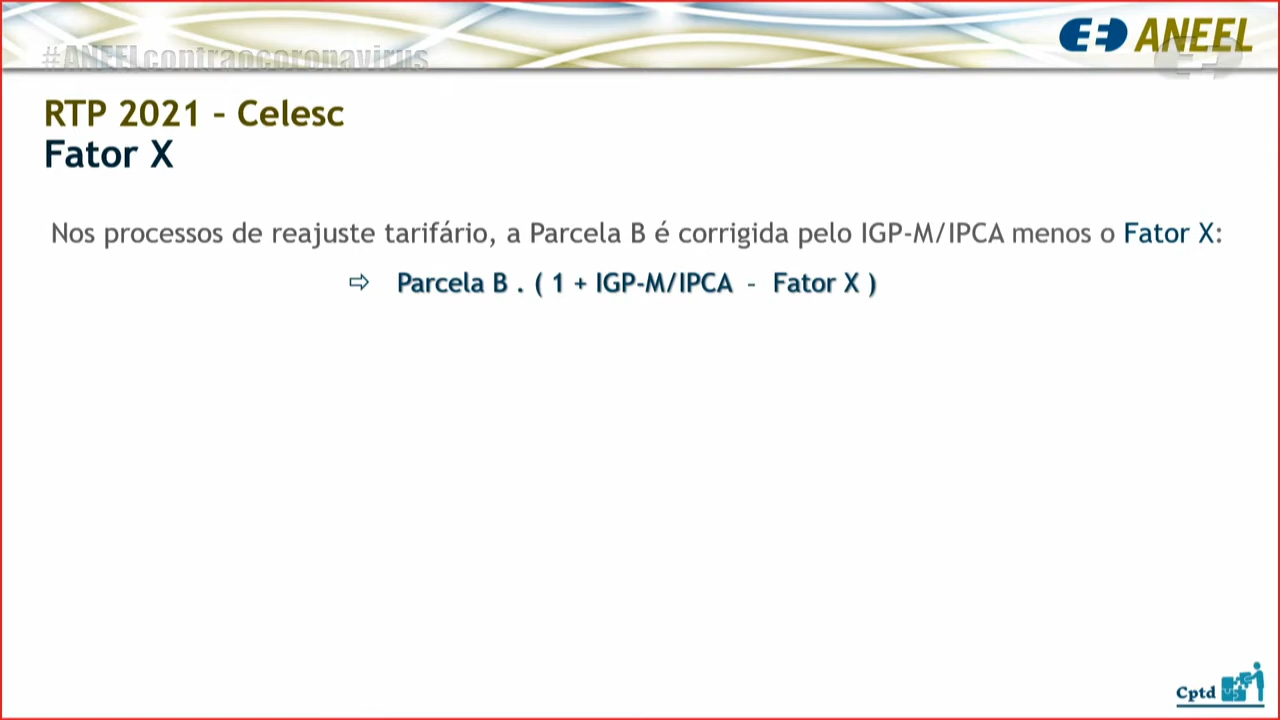 #ANEELcontraocoronavirus
ANEEL
RTP 2021 – Celesc
Fator X
Nos processos de reajuste tarifário, a Parcela B é corrigida pelo IGP-M/IPCA menos o Fator X:
⇨ Parcela B . ( 1 + IGP-M/IPCA – Fator X )
Cptd